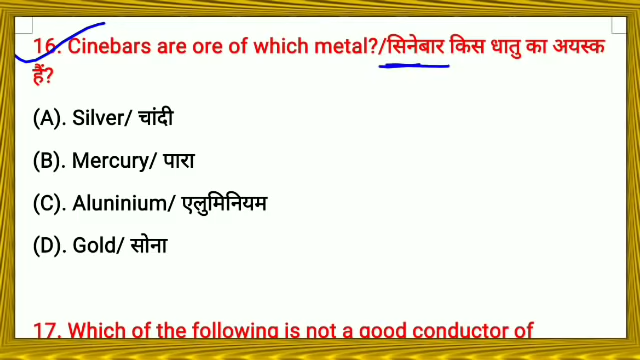 16. Cinebars are ore of which metal?/सिनेबार किस धातु का अयस्क
हैं?
(A). Silver/ चांदी
(B). Mercury/ पारा
(C). Aluninium/ एलुमिनियम
(D). Gold/ सोना
17. Which of the following is not a good conductor of